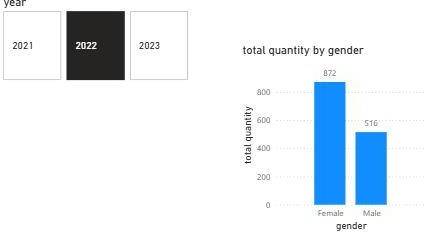 year
2021
2022
2023
total quantity by gender
872
516
800
600
400
200
0
total quantity
Female
Male
gender